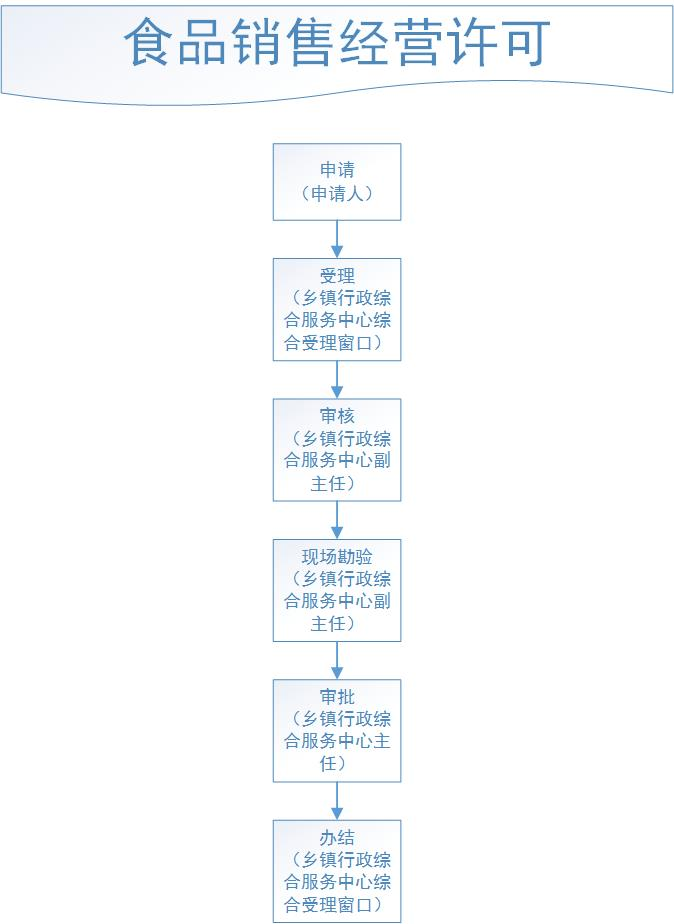 食品销售经营许可
申请
（申请人）
受理
（乡镇行政综
合服务中心综
合受理窗口）
审核
（乡镇行政综
合服务中心副
主任）
现场勘验
（乡镇行政综
合服务中心副
主任）
审批
（乡镇行政综
合服务中心主
任）
办结
（乡镇行政综
合服务中心综
合受理窗口）